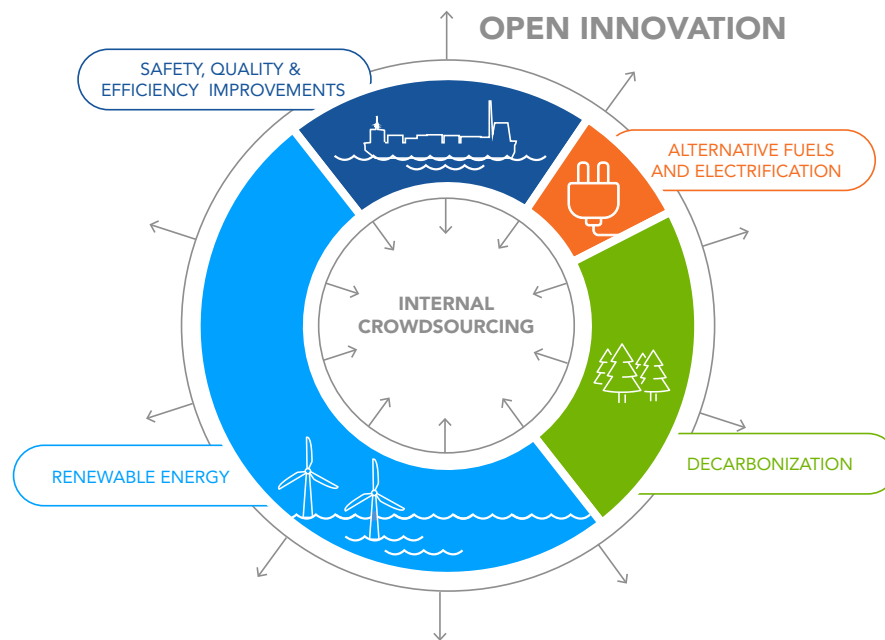 OPEN INNOVATION
SAFETY, QUALITY &
EFFICIENCY IMPROVEMENTS
ALTERNATIVE FUELS
AND ELECTRIFICATION
INTERNAL
CROWDSOURCING
RENEWABLE ENERGY
DECARBONIZATION